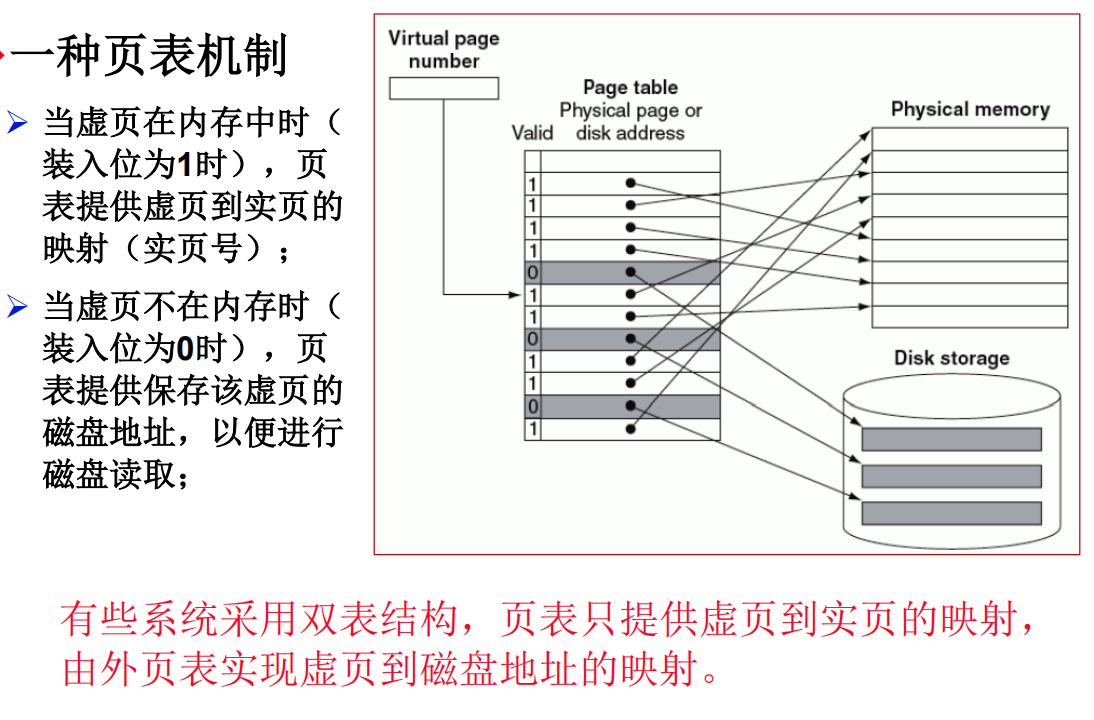 一种页表机制
当虚页在内存中时（
装入位为1时），页
表提供虚页到实页的
映射（实页号）；
当虚页不在内存时（
装入位为0时），页
表提供保存该虚页的
磁盘地址，以便进行
磁盘读取；
Virtual page
number
Page table
Physical page or
disk address
Valid
1
1
1
1
0
1
1
0
1
1
0
1
Physical memory
Disk storage
有些系统采用双表结构，页表只提供虚页到实页的映射，
由外页表实现虚页到磁盘地址的映射。